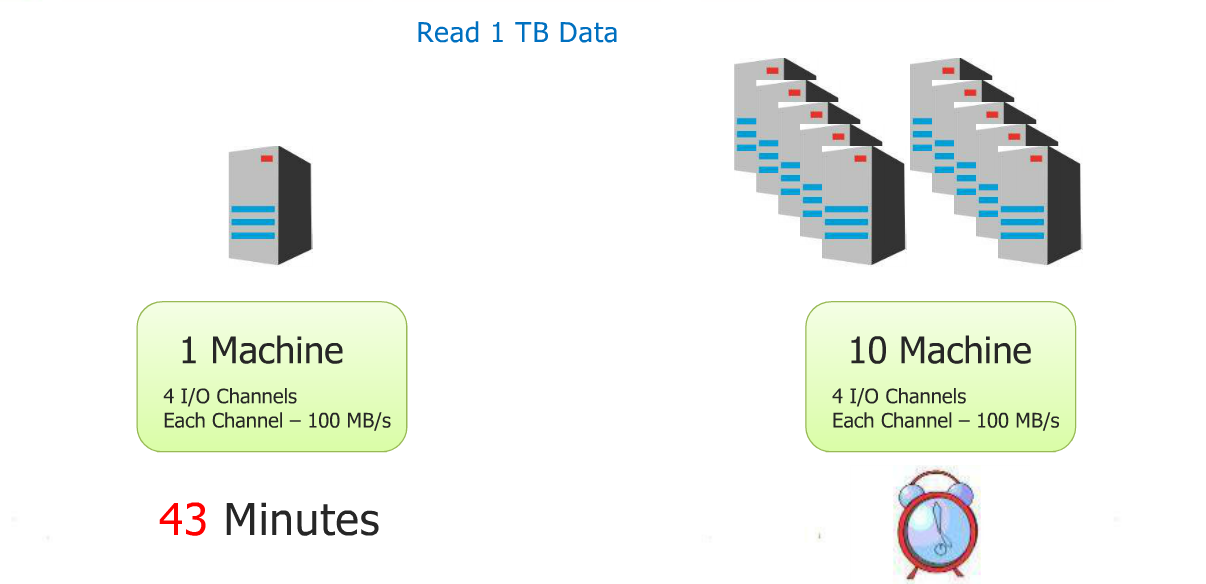 Read 1 TB Data
1 Machine
4 I/O Channels
Each Channel – 100 MB/s
10 Machine
4 I/O Channels
Each Channel – 100 MB/s
43 Minutes